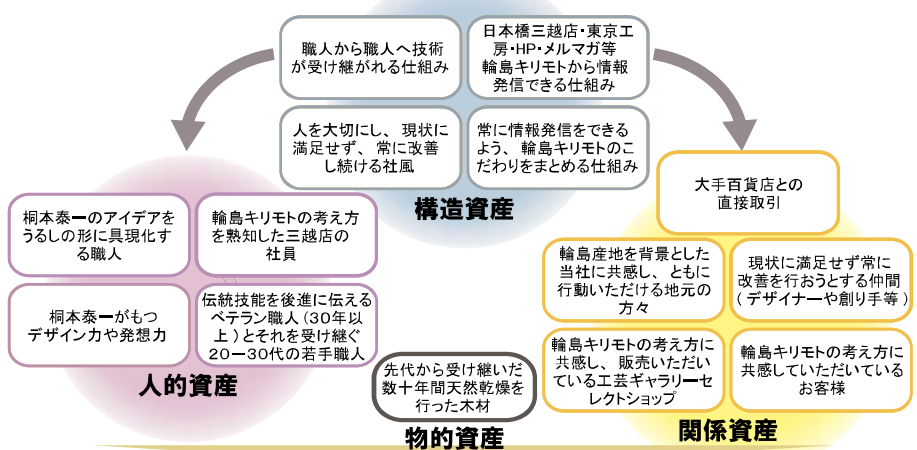 職人から職人へ技術
が受け継がれる仕組み
日本橋三越店・東京工
房・HP・メルマガ等
輪島キリモトから情報
発信できる仕組み
人を大切にし、現状に
満足せず、常に改善
し続ける社風
常に情報発信をできる
よう、輪島キリモトのこ
だわりをまとめる仕組み
構造資産
桐本泰一のアイデアを
うるしの形に具現化す
る職人
輪島キリモトの考え方
を熟知した三越店の
社員
桐本泰一がもつ
デザイン力や発想力
伝統技能を後進に伝える
ベテラン職人(30年以
上)とそれを受け継ぐ
20ー30代の若手職人
人的資産
先代から受け継いだ
数十年間天然乾燥を
行った木材
物的資産
大手百貨店との
直接取引
輪島産地を背景とした
当社に共感し、ともに
行動いただける地元の
方々
現状に満足せず常に
改善を行おうとする仲間
(デザイナーや創り手等)
輪島キリモトの考え方に
共感し、販売いただい
ている工芸ギャラリーセ
レクトショップ
輪島キリモトの考え方に
共感していただいている
お客様
関係資産